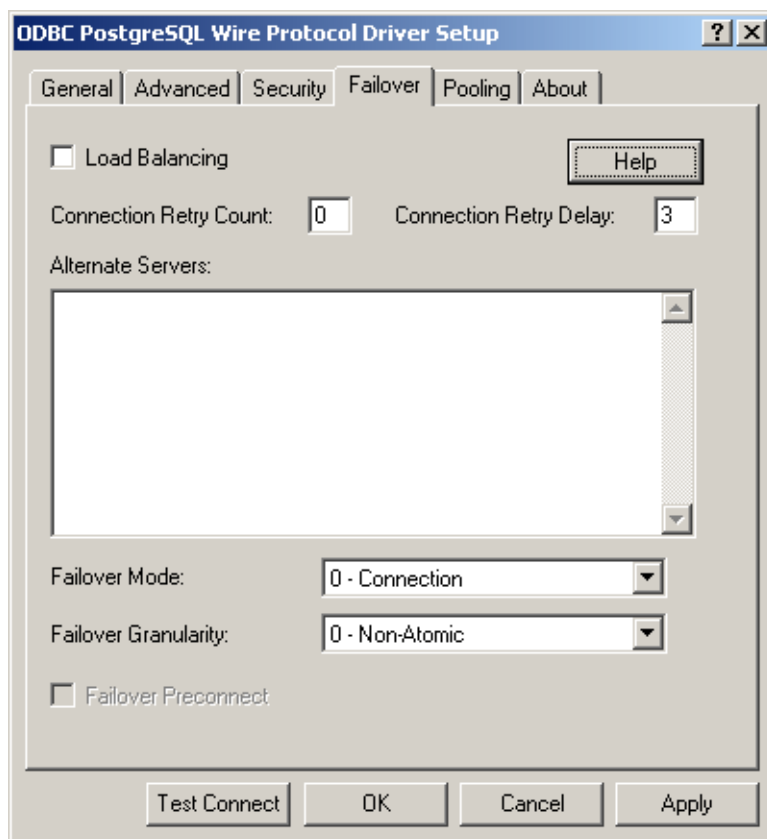 ODBC PostgreSQL Wire Protocol Driver Setup
General Advanced Security Failover Pooling About
Load Balancing Help
Connection Retry Count: 0 Connection Retry Delay: 3
Alternate Servers:
Failover Mode: 0 - Connection
Failover Granularity: 0 - Non-Atomic
Failover Preconnect
Test Connect OK Cancel Apply